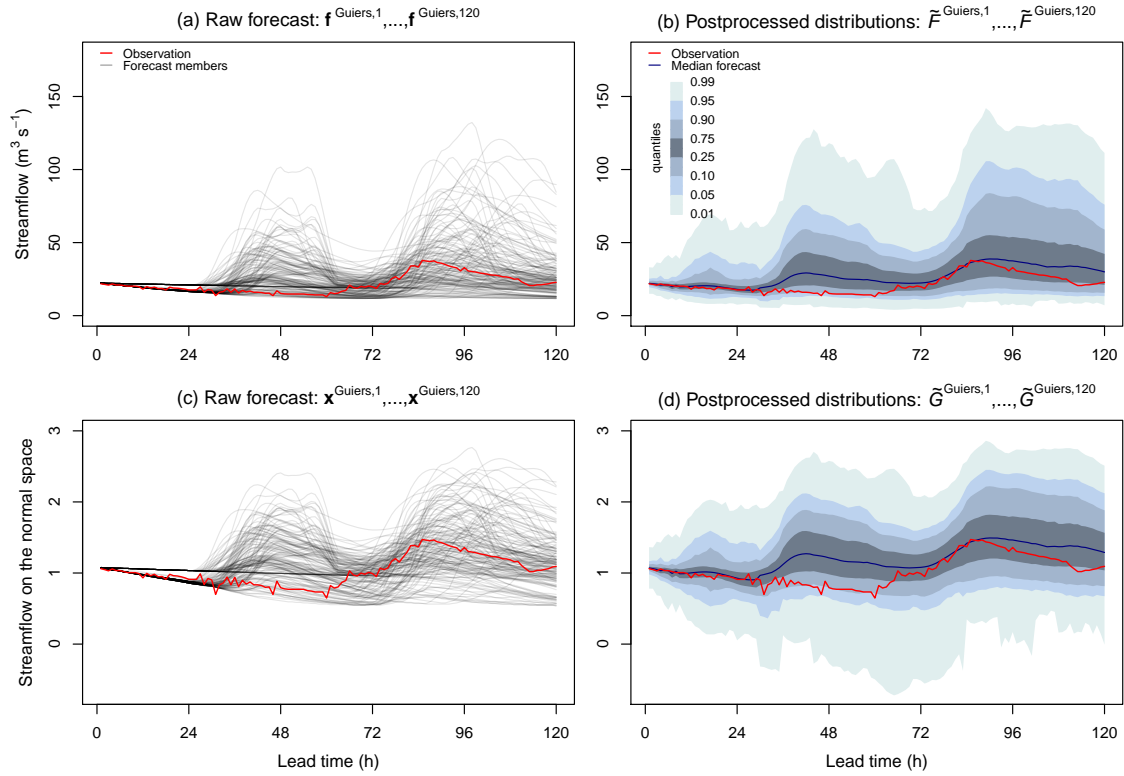 (a) Raw forecast: f Guiers,1,...,f Guiers,120
Observation
Forecast members
Streamflow (m³ s⁻¹)
0
50
100
150
0 24 48 72 96 120
(b) Postprocessed distributions: F̃ Guiers,1,...,F̃ Guiers,120
Observation
Median forecast
quantiles
0.99
0.95
0.90
0.75
0.25
0.10
0.05
0.01
0
50
100
150
0 24 48 72 96 120
(c) Raw forecast: x Guiers,1,...,x Guiers,120
Streamflow on the normal space
0
1
2
3
0 24 48 72 96 120
Lead time (h)
(d) Postprocessed distributions: G̃ Guiers,1,...,G̃ Guiers,120
0
1
2
3
0 24 48 72 96 120
Lead time (h)